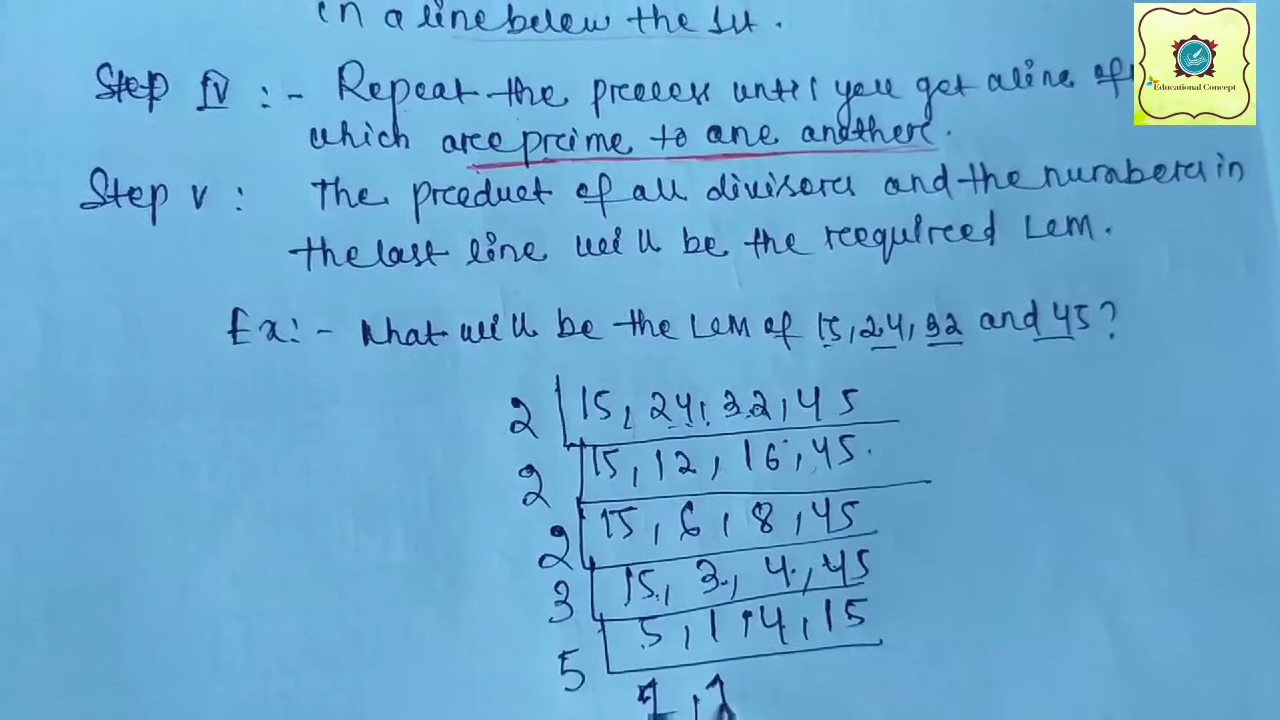 in a line below the 1st.
Educational Concept
Step IV :- Repeat the process until you get a line of
which are prime to one another.
Step V : The product of all divisors and the numbers in
the last line will be the required LCM.
Ex:- What will be the LCM of 15, 24, 32 and 45?
2 | 15, 24, 32, 45
2 | 15, 12, 16, 45
2 | 15, 6, 8, 45
3 | 15, 3, 4, 45
5 | 5, 1, 4, 15
1, 1